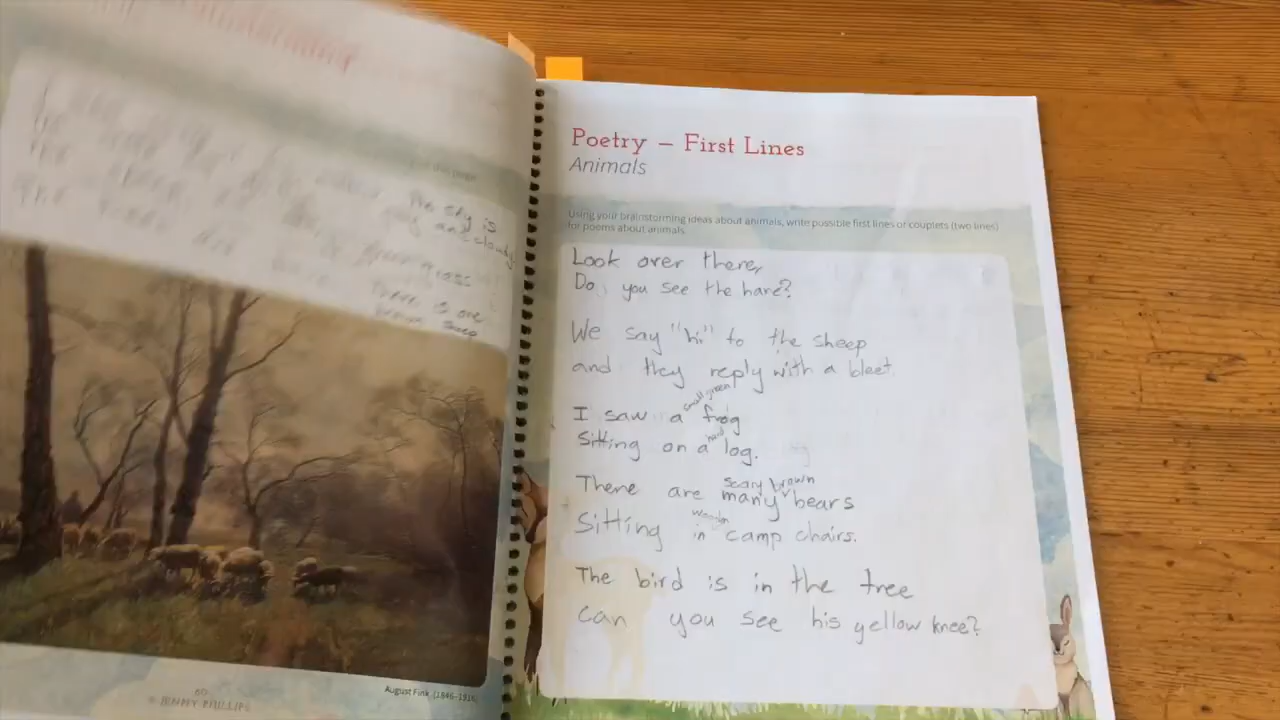 The sky is
gray and cloudy
grass
There is one
brown sheep
August Fink (1846–1916)
60
© JENNY PHILLIPS
Poetry – First Lines
Animals
Using your brainstorming ideas about animals, write possible first lines or couplets (two lines)
for poems about animals.
Look over there,
Do you see the hare?
We say "hi" to the sheep
and they reply with a bleet.
small green
I saw a frog
hard
Sitting on a log.
scary brown
There are many bears
wooden
Sitting in camp chairs.
The bird is in the tree
can you see his yellow knee?